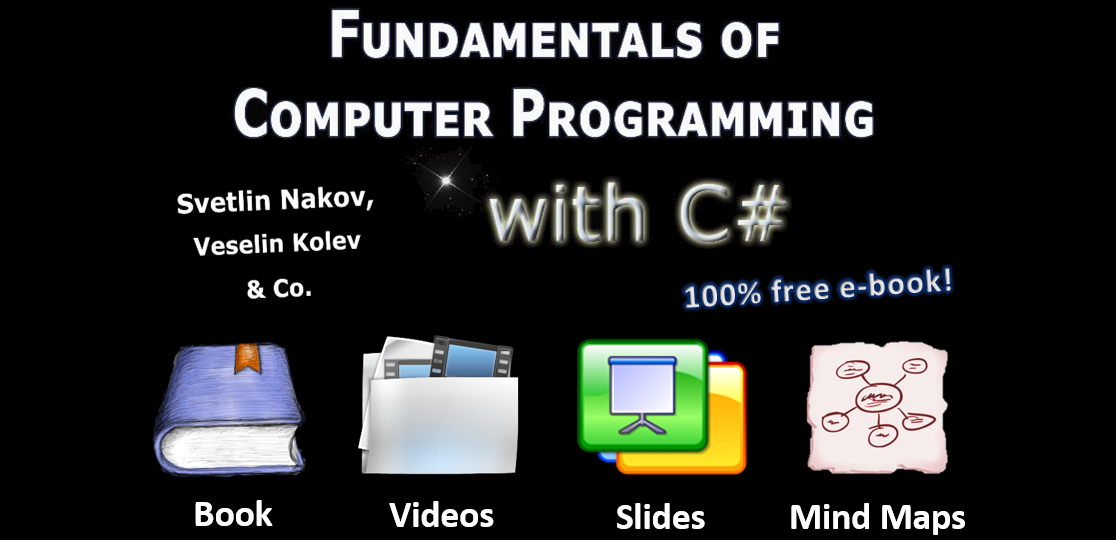 Fundamentals of
Computer Programming
with C#
Svetlin Nakov,
Veselin Kolev
& Co.
100% free e-book!
Book
Videos
Slides
Mind Maps